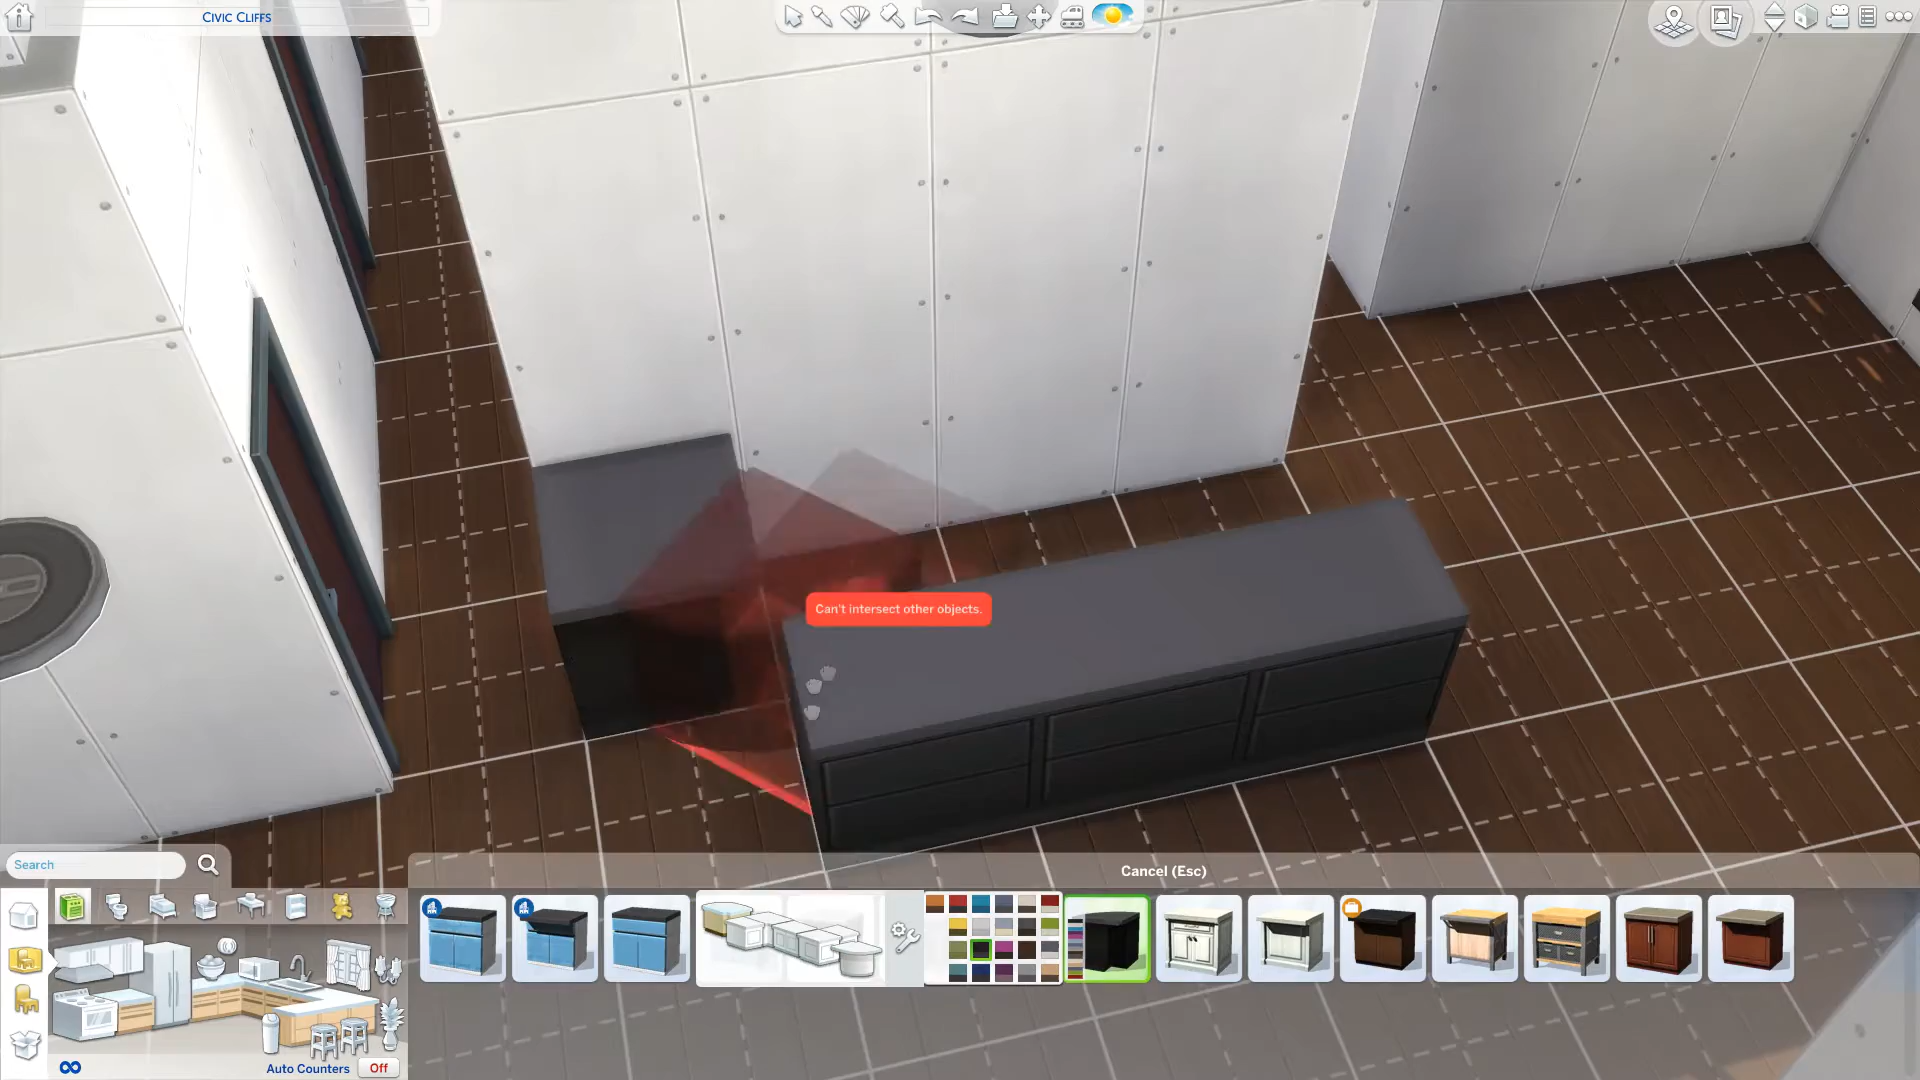 Civic Cliffs
Can't intersect other objects.
Search
Cancel (Esc)
Auto Counters Off